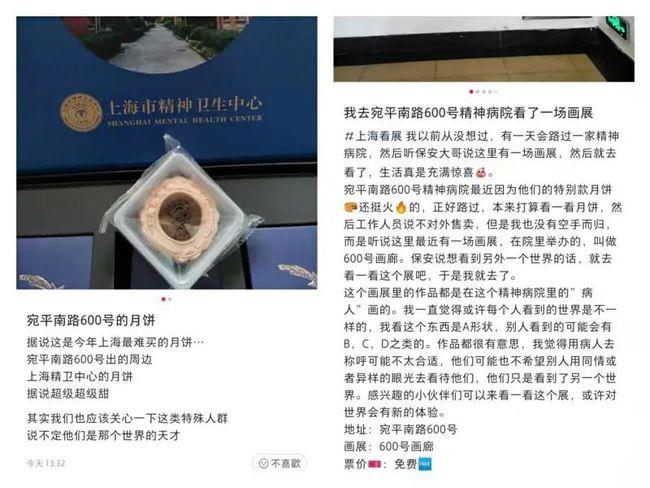 上海市精神卫生中心
SHANGHAI MENTAL HEALTH CENTER
宛平南路600号的月饼
据说这是今年上海最难买的月饼…
宛平南路600号出的周边
上海精卫中心的月饼
据说超级超级甜
其实我们也应该关心一下这类特殊人群
说不定他们是那个世界的天才
今天 13:32
不喜歡
我去宛平南路600号精神病院看了一场画展
#上海看展 我以前从没想过，有一天会路过一家精神
病院，然后听保安大哥说这里有一场画展，然后就去
看了，生活真是充满惊喜
宛平南路600号精神病院最近因为他们的特别款月饼
还挺火🔥的，正好路过，本来打算看一看月饼，然
后工作人员说不对外售卖，但是我也没有空手而归，
而是听说这里最近有一场画展，在院里举办的，叫做
600号画廊。保安说想看到另外一个世界的话，就去
看一看这个展吧，于是我就去了。
这个画展里的作品都是在这个精神病院里的”病
人”画的。我一直觉得或许每个人看到的世界是不一
样的，我看这个东西是A形状，别人看到的可能会有
B，C，D之类的。作品都很有意思，我觉得用病人去
称呼可能不太合适，他们可能也不希望别人用同情或
者异样的眼光去看待他们，他们只是看到了另一个世
界。感兴趣的小伙伴们可以来看一看这个展，或许对
世界会有新的体验。
地址：宛平南路600号
画展：600号画廊
票价🎫：免费🆓